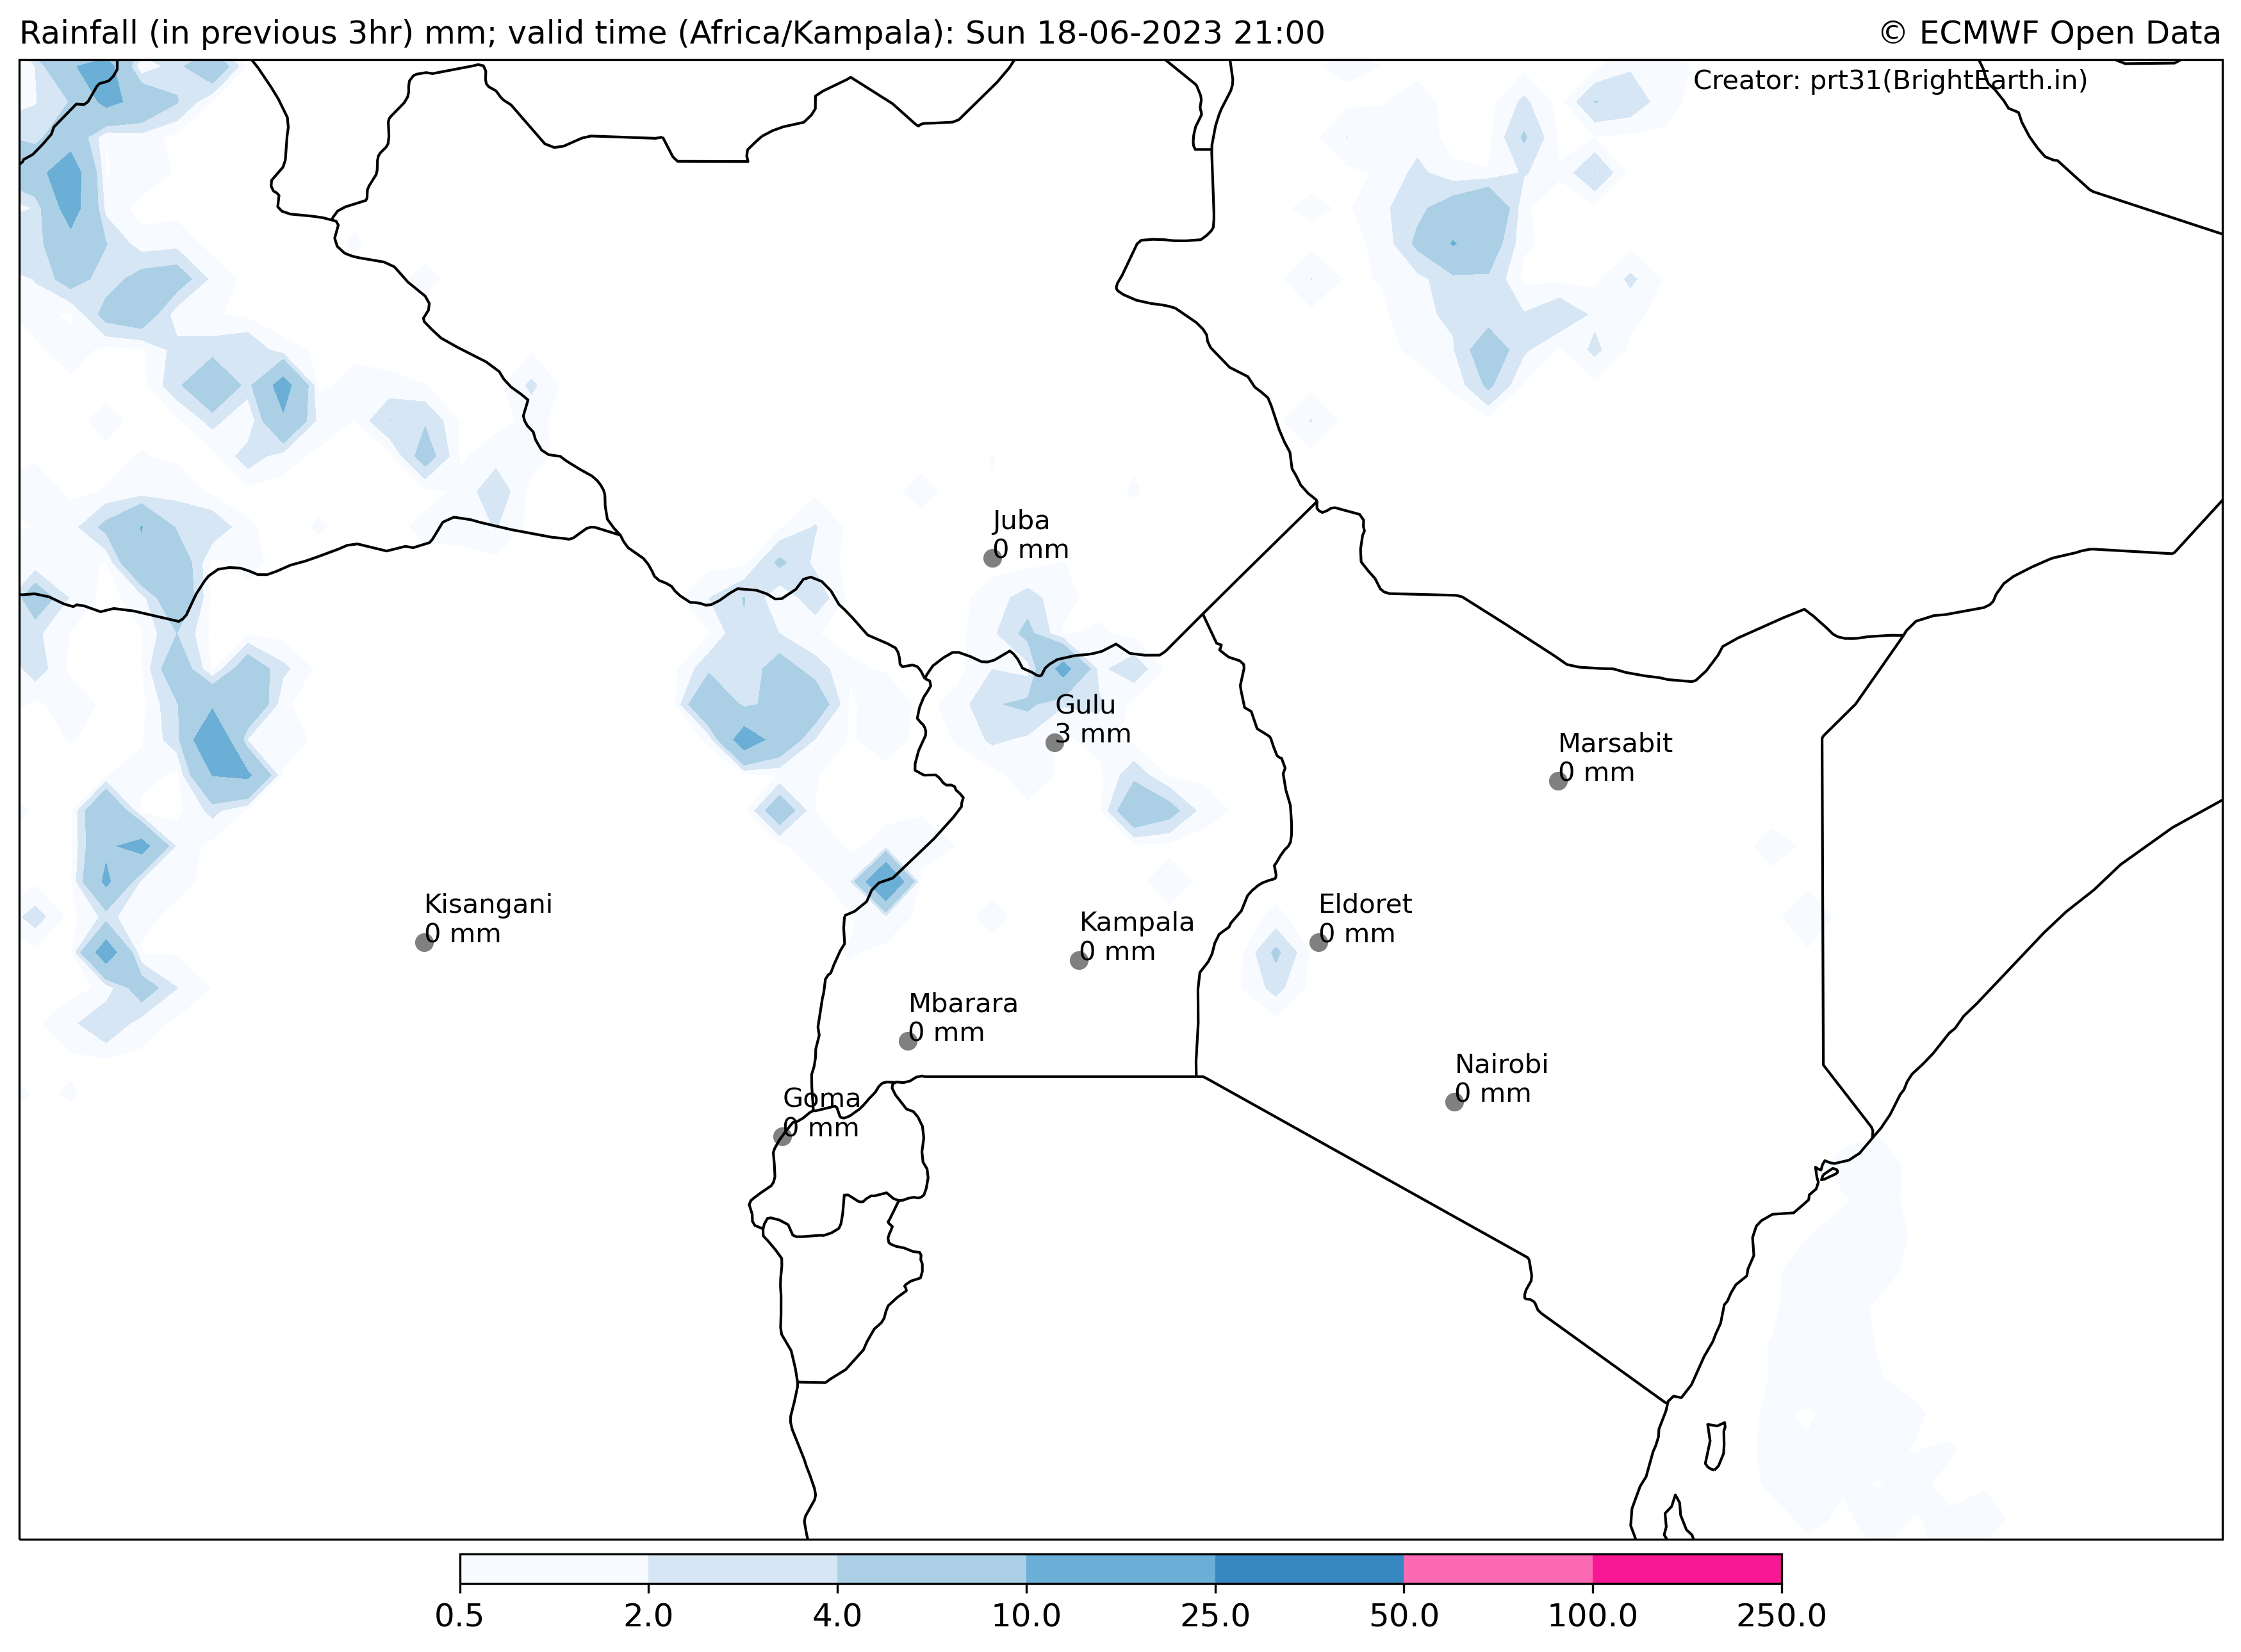 Rainfall (in previous 3hr) mm; valid time (Africa/Kampala): Sun 18-06-2023 21:00
© ECMWF Open Data
Creator: prt31(BrightEarth.in)
Juba
0 mm
Gulu
3 mm
Marsabit
0 mm
Kisangani
0 mm
Eldoret
0 mm
Kampala
0 mm
Mbarara
0 mm
Nairobi
0 mm
Goma
0 mm
0.5 2.0 4.0 10.0 25.0 50.0 100.0 250.0